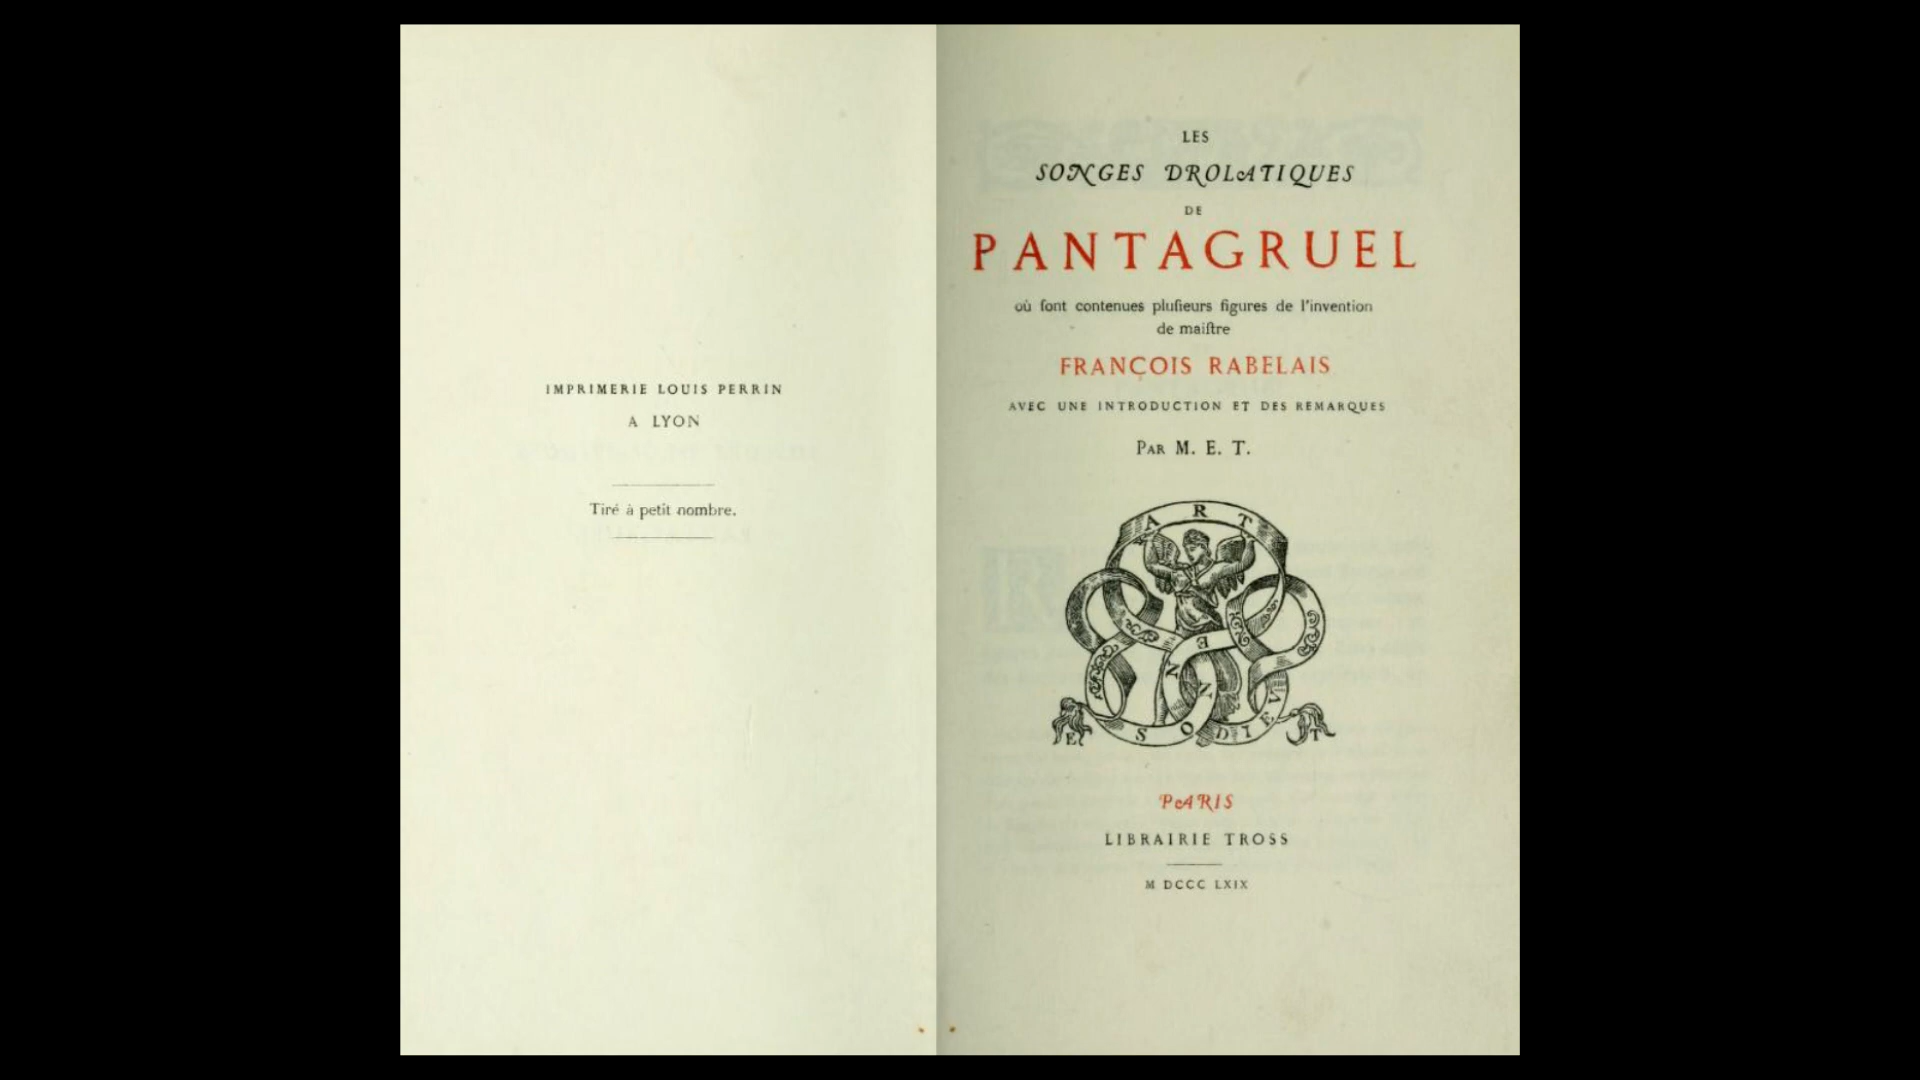 IMPRIMERIE LOUIS PERRIN
A LYON
Tiré à petit nombre.
LES
SONGES DROLATIQUES
DE
PANTAGRUEL
où ſont contenues pluſieurs figures de l'invention
de maiſtre
FRANÇOIS RABELAIS
AVEC UNE INTRODUCTION ET DES REMARQUES
PAR M. E. T.
ART
ENNOSDIEV
E T
PARIS
LIBRAIRIE TROSS
M DCCC LXIX